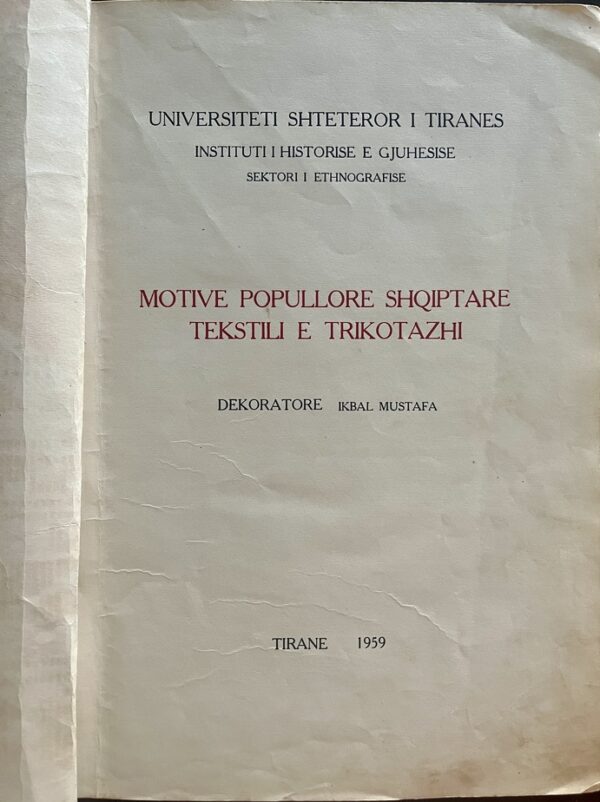 UNIVERSITETI SHTETEROR I TIRANES
INSTITUTI I HISTORISE E GJUHESISE
SEKTORI I ETHNOGRAFISE
MOTIVE POPULLORE SHQIPTARE
TEKSTILI E TRIKOTAZHI
DEKORATORE IKBAL MUSTAFA
TIRANE 1959